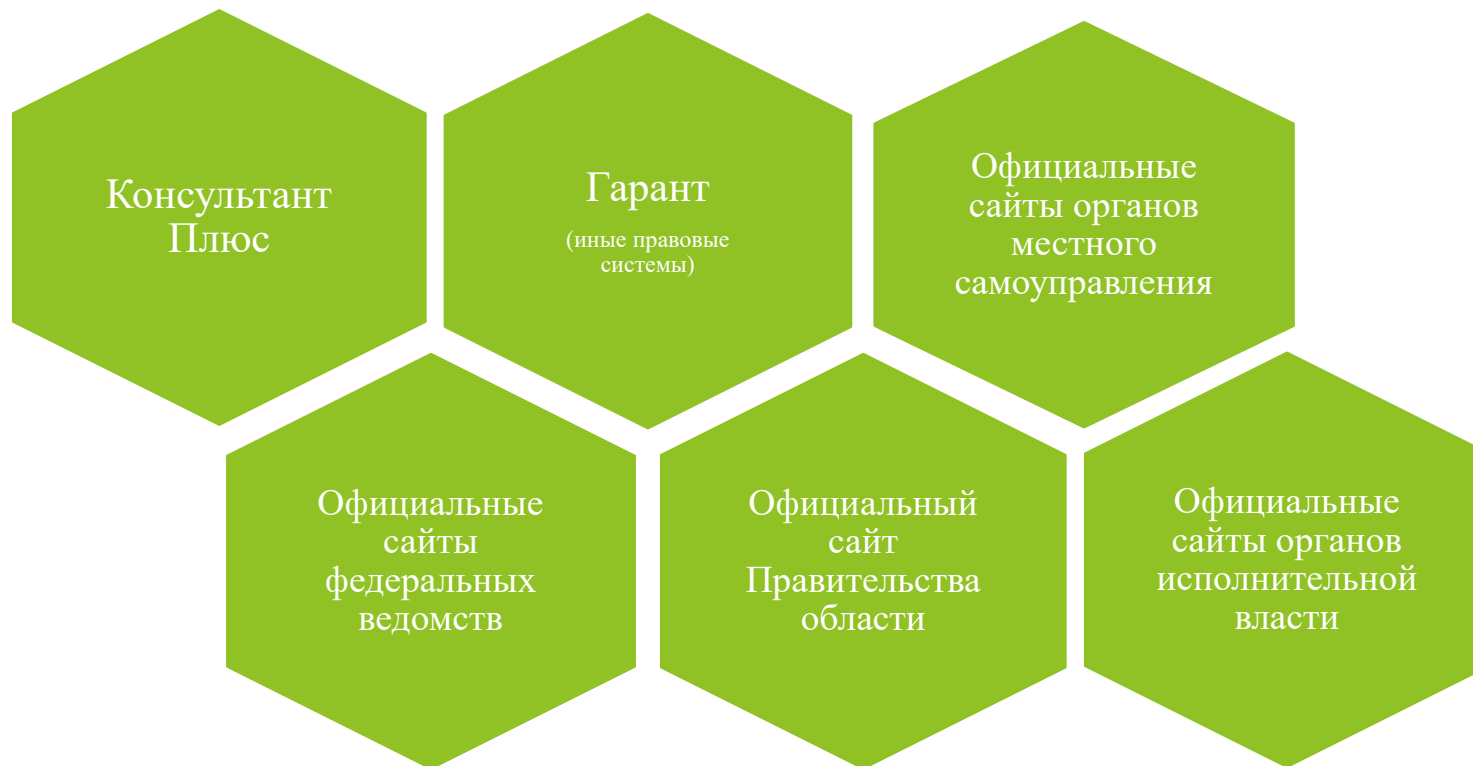 Консультант
Плюс
Гарант
(иные правовые
системы)
Официальные
сайты органов
местного
самоуправления
Официальные
сайты
федеральных
ведомств
Официальный
сайт
Правительства
области
Официальные
сайты органов
исполнительной
власти